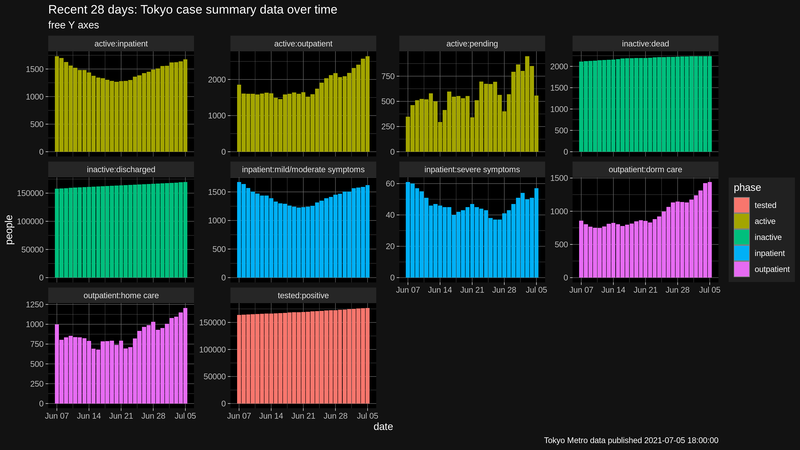 Recent 28 days: Tokyo case summary data over time
free Y axes
active:inpatient
active:outpatient
active:pending
inactive:dead
1500
1000
500
0
2000
1000
0
750
500
250
0
2000
1500
1000
500
0
inactive:discharged
inpatient:mild/moderate symptoms
inpatient:severe symptoms
outpatient:dorm care
150000
100000
50000
0
1500
1000
500
0
60
40
20
0
1500
1000
500
0
Jun 07 Jun 14 Jun 21 Jun 28 Jul 05
Jun 07 Jun 14 Jun 21 Jun 28 Jul 05
outpatient:home care
tested:positive
1250
1000
750
500
250
0
150000
100000
50000
0
Jun 07 Jun 14 Jun 21 Jun 28 Jul 05
Jun 07 Jun 14 Jun 21 Jun 28 Jul 05
people
date
phase
tested
active
inactive
inpatient
outpatient
Tokyo Metro data published 2021-07-05 18:00:00